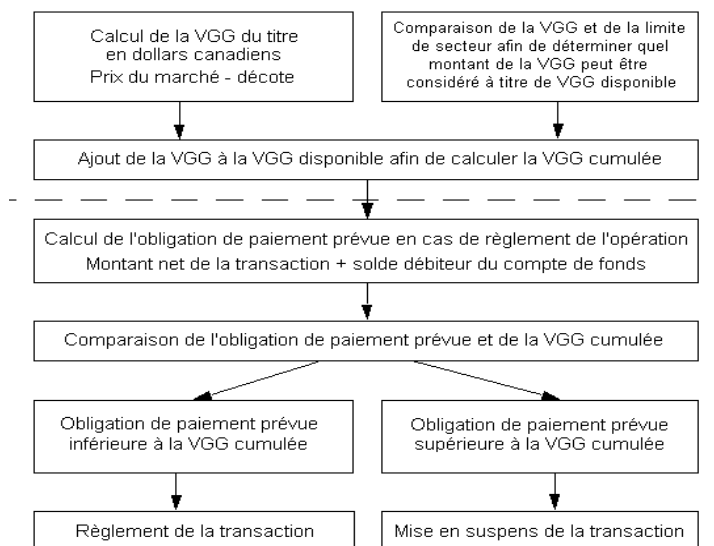 Calcul de la VGG du titre
en dollars canadiens
Prix du marché - décote
Comparaison de la VGG et de la limite
de secteur afin de déterminer quel
montant de la VGG peut être
considéré à titre de VGG disponible
Ajout de la VGG à la VGG disponible afin de calculer la VGG cumulée
Calcul de l'obligation de paiement prévue en cas de règlement de l'opération
Montant net de la transaction + solde débiteur du compte de fonds
Comparaison de l'obligation de paiement prévue et de la VGG cumulée
Obligation de paiement prévue
inférieure à la VGG cumulée
Obligation de paiement prévue
supérieure à la VGG cumulée
Règlement de la transaction
Mise en suspens de la transaction